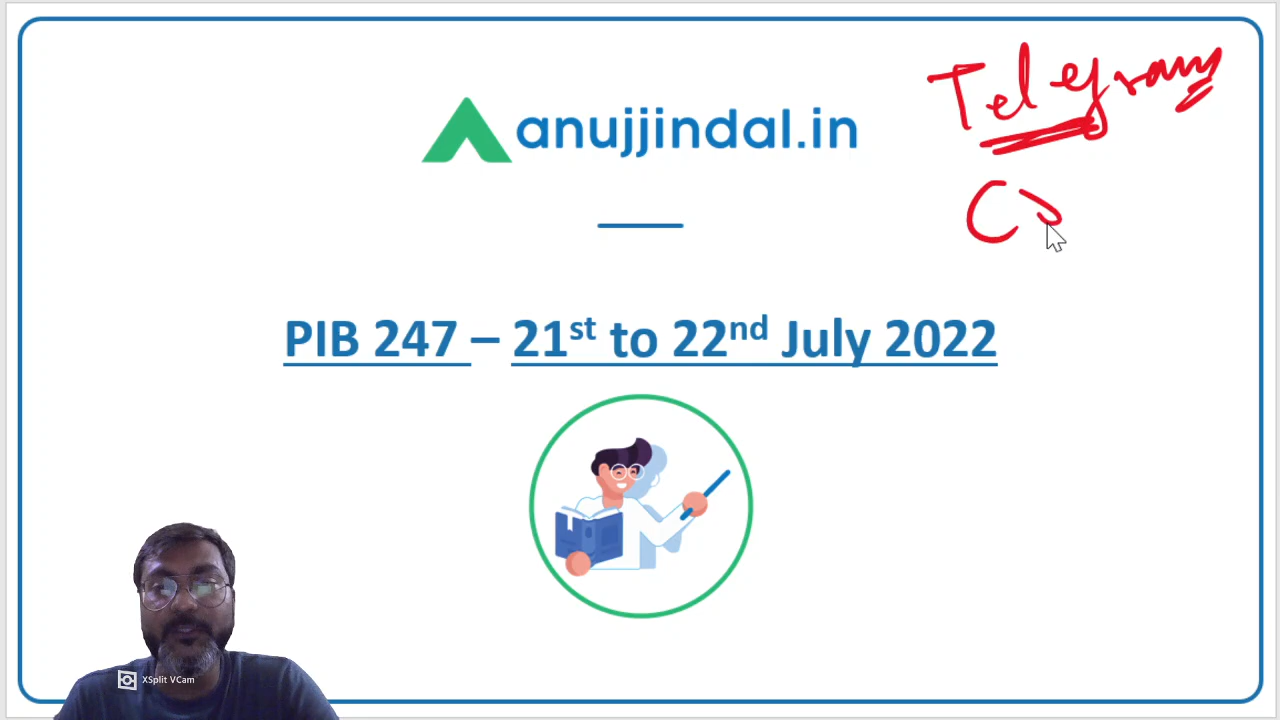 Telegram
anujjindal.in
PIB 247 – 21st to 22nd July 2022
XSplit VCam